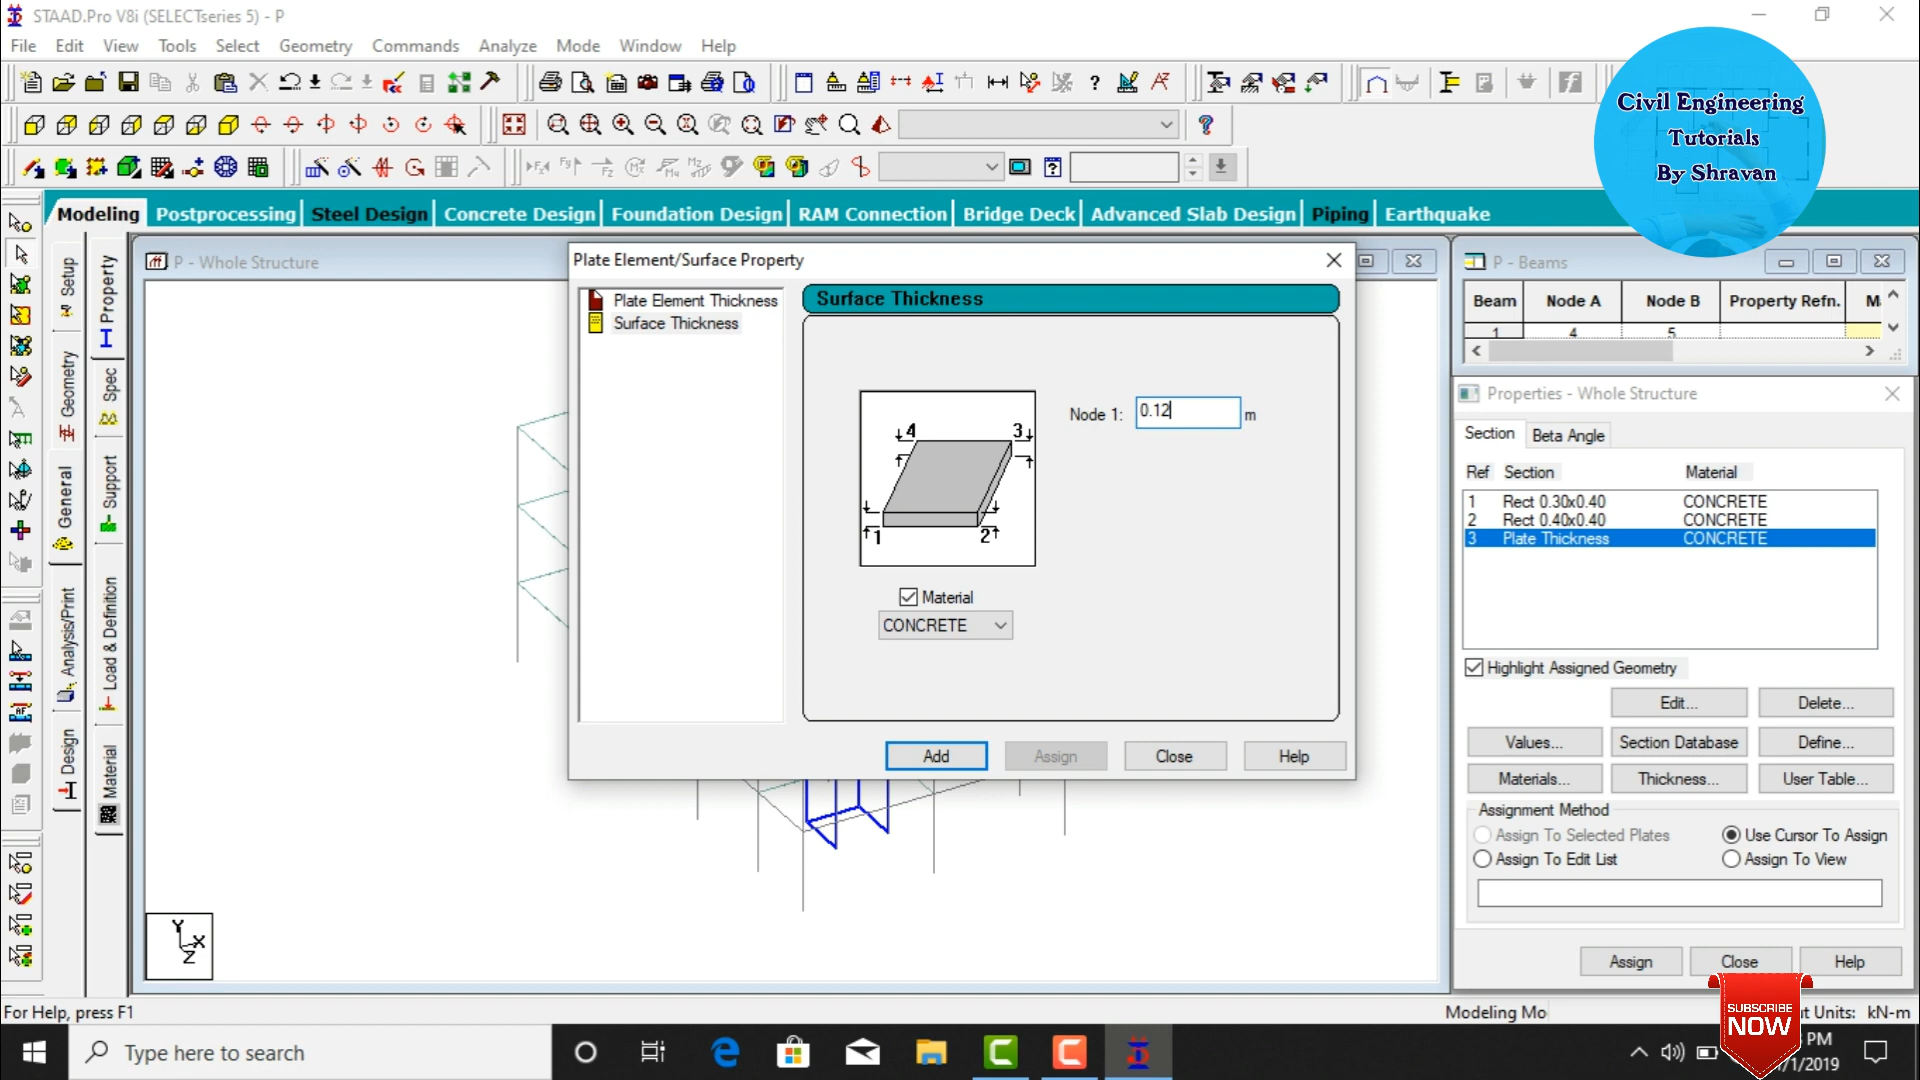 STAAD.Pro V8i (SELECTseries 5) - P
File Edit View Tools Select Geometry Commands Analyze Mode Window Help
Civil Engineering
Tutorials
By Shravan
Modeling Postprocessing Steel Design Concrete Design Foundation Design RAM Connection Bridge Deck Advanced Slab Design Piping Earthquake
Setup
Geometry
General
Analysis/Print
Design
Property
Spec
Support
Load & Definition
Material
P - Whole Structure
Plate Element/Surface Property
Plate Element Thickness
Surface Thickness
Surface Thickness
Node 1: 0.12 m
4 3
1 2
Material
CONCRETE
Add Assign Close Help
P - Beams
Beam Node A Node B Property Refn. M
1 4 5
Properties - Whole Structure
Section Beta Angle
Ref Section Material
1 Rect 0.30x0.40 CONCRETE
2 Rect 0.40x0.40 CONCRETE
3 Plate Thickness CONCRETE
Highlight Assigned Geometry
Edit... Delete...
Values... Section Database Define...
Materials... Thickness... User Table...
Assignment Method
Assign To Selected Plates Use Cursor To Assign
Assign To Edit List Assign To View
Assign Close Help
Y
X
Z
For Help, press F1
Modeling Mo
t Units: kN-m
SUBSCRIBE
NOW
Type here to search
PM
/1/2019